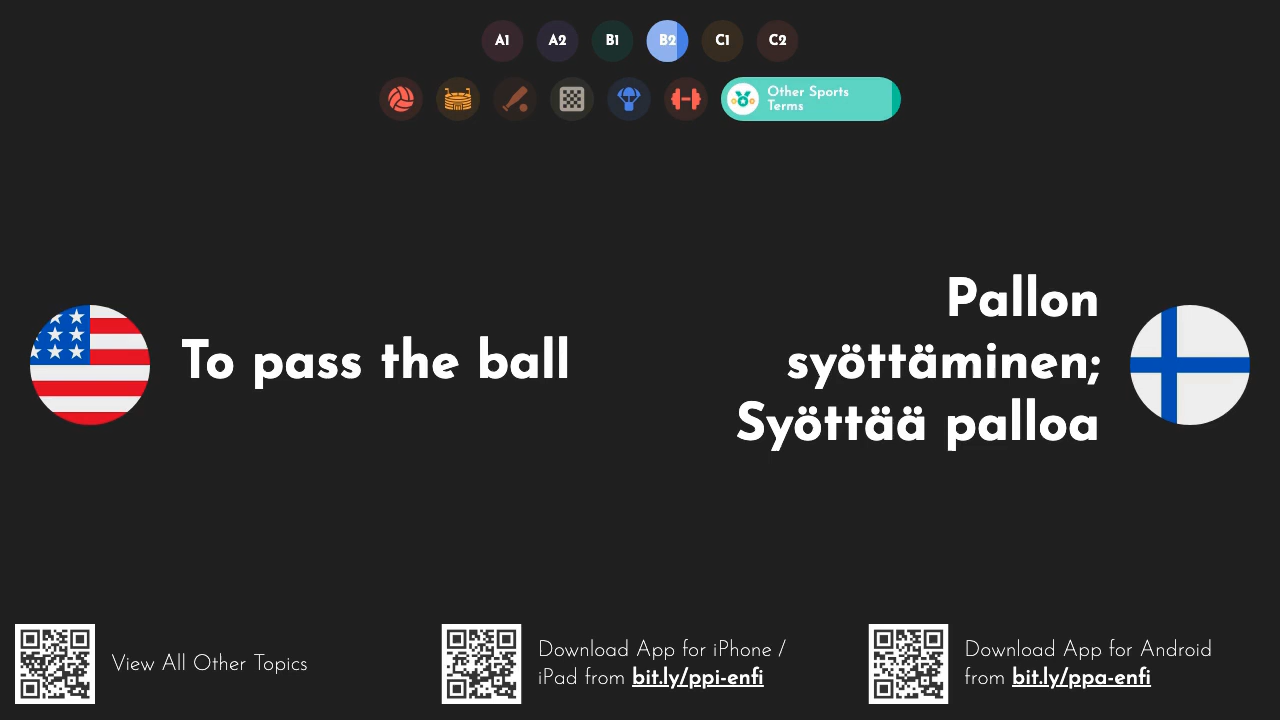 A1 A2 B1 B2 C1 C2
Other Sports
Terms
To pass the ball
Pallon
syöttäminen;
Syöttää palloa
View All Other Topics
Download App for iPhone /
iPad from bit.ly/ppi-enfi
Download App for Android
from bit.ly/ppa-enfi